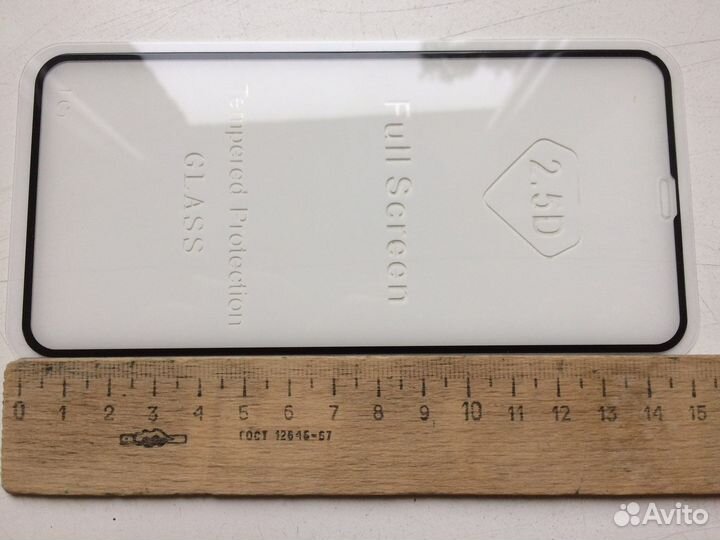 2.5D
Full Screen
Tempered Protection
GLASS
0 1 2 3 4 5 6 7 8 9 10 11 12 13 14 15
ГОСТ 12646-67
Avito